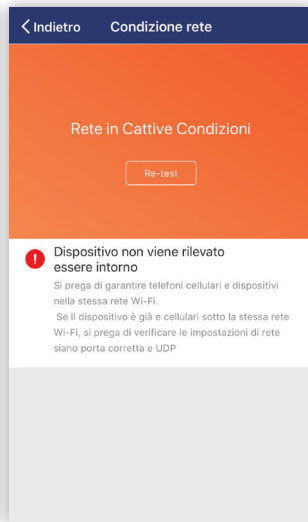 Indietro Condizione rete
Rete in Cattive Condizioni
Re-test
Dispositivo non viene rilevato
essere intorno
Si prega di garantire telefoni cellulari e dispositivi
nella stessa rete Wi-Fi.
Se il dispositivo è già e cellulari sotto la stessa rete
Wi-Fi, si prega di verificare le impostazioni di rete
siano porta corretta e UDP